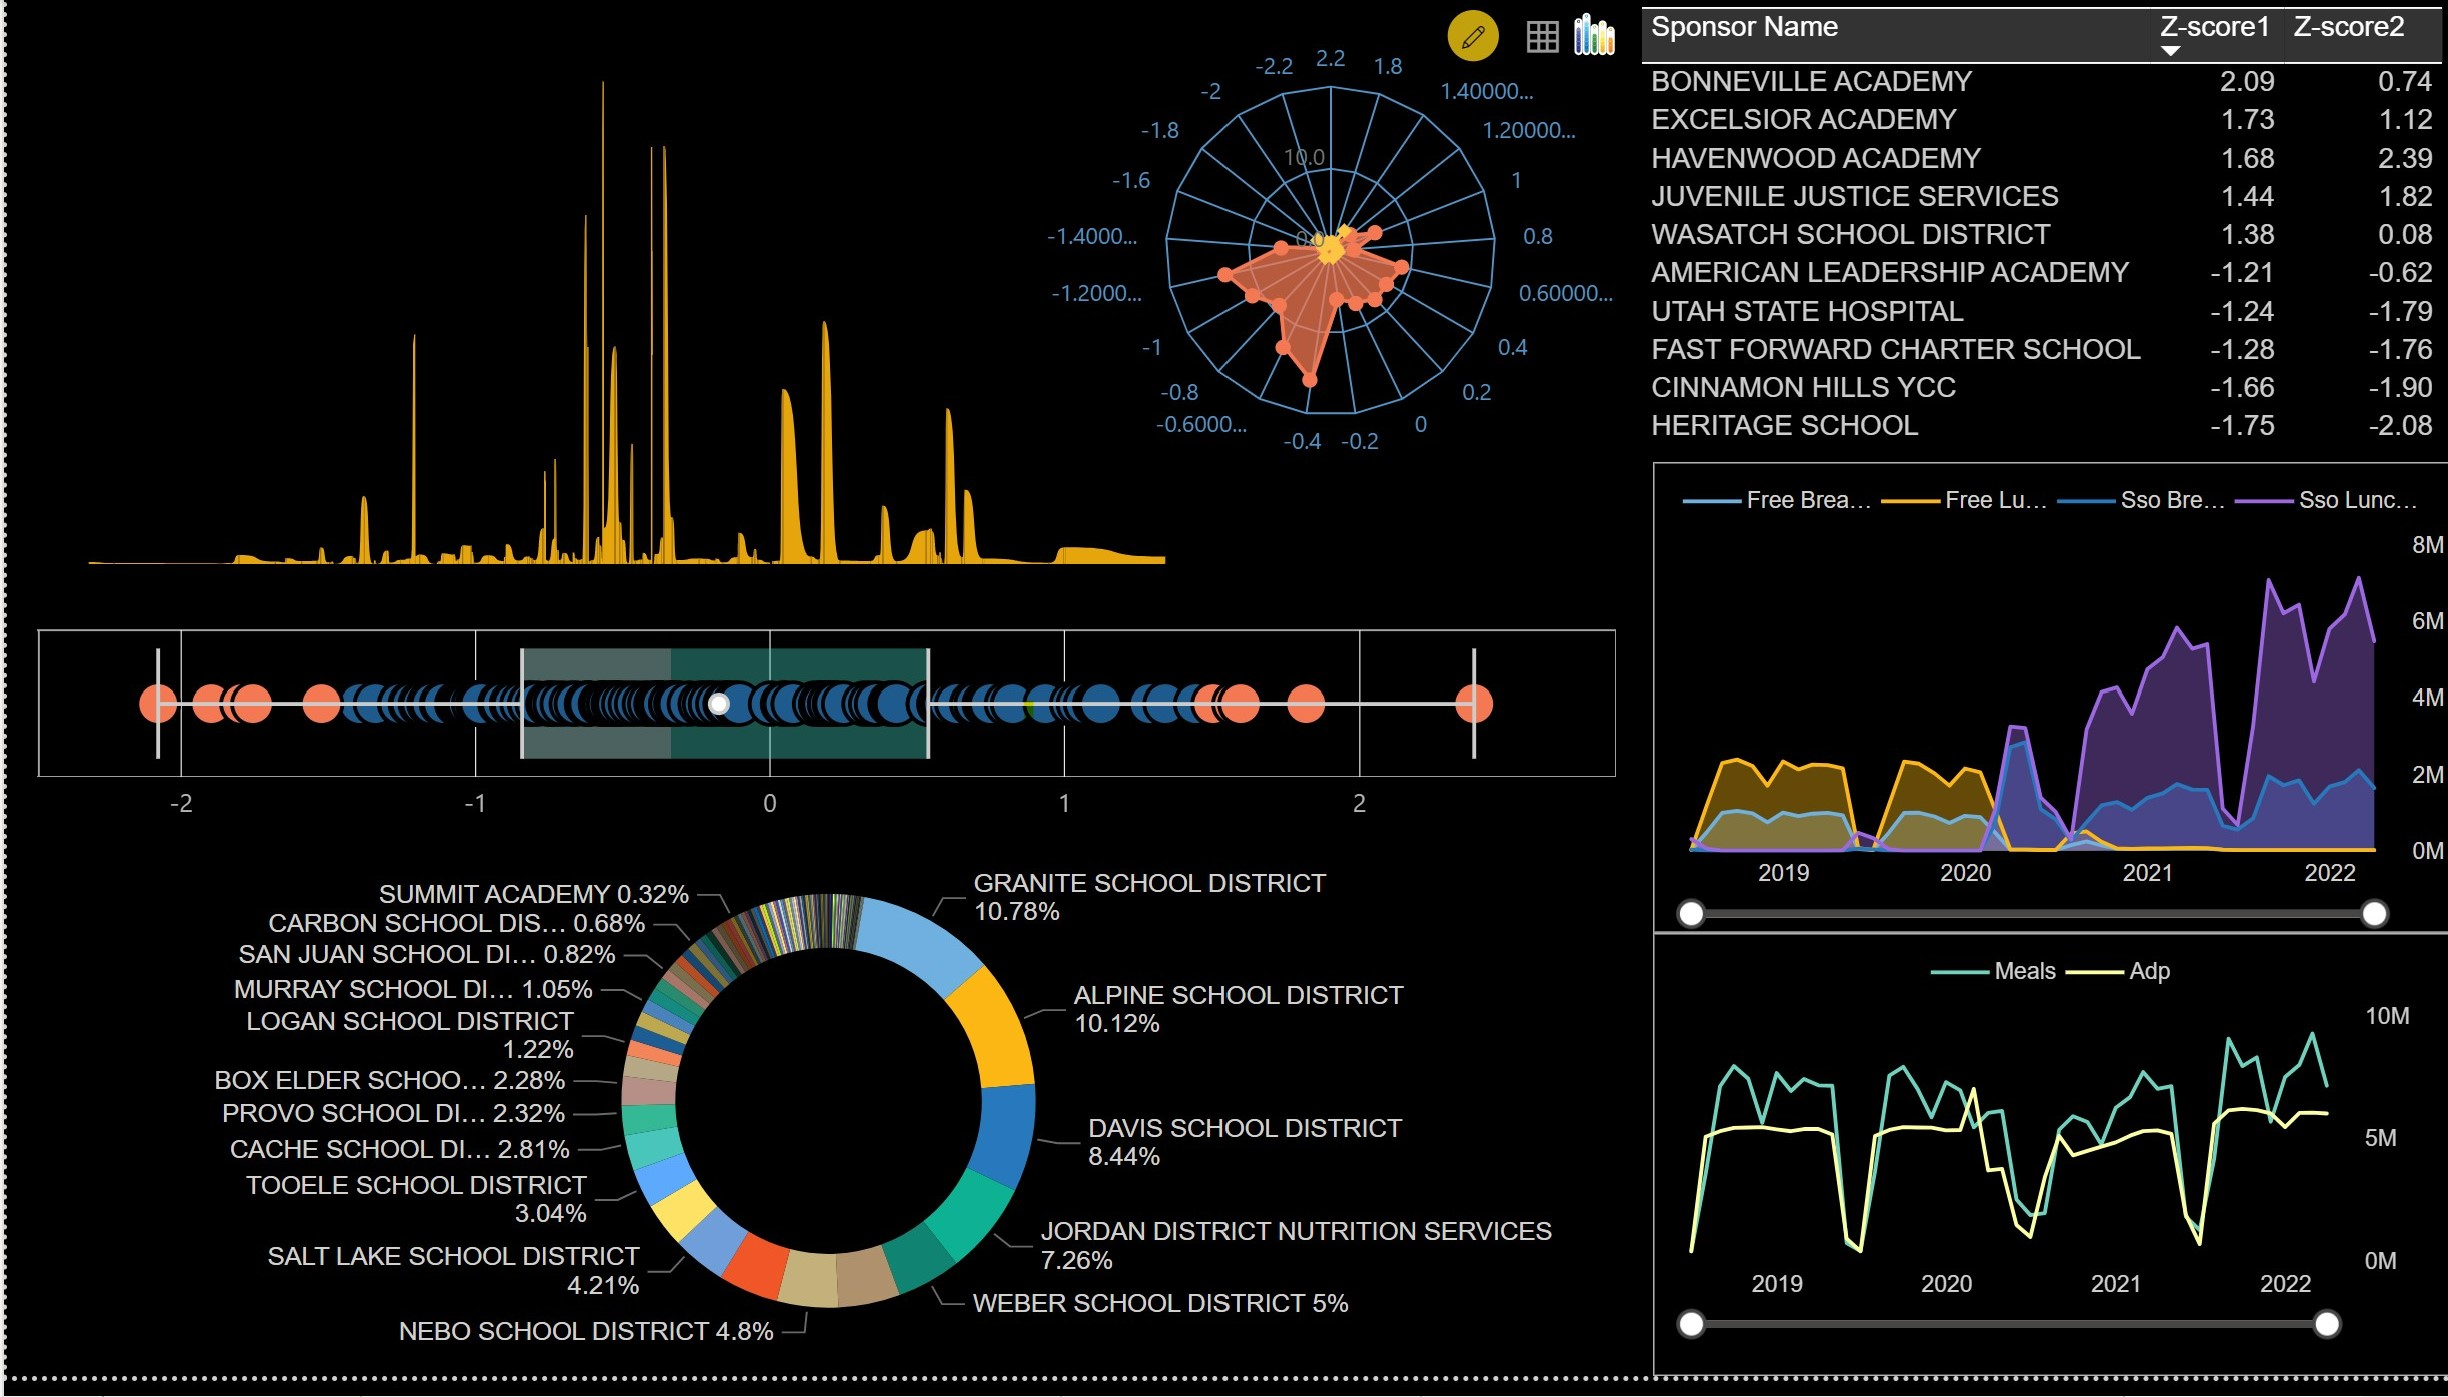 2.2
-2.2
1.8
-2
1.40000...
-1.8
1.20000...
10.0
-1.6
1
-1.4000...
0.0
0.8
-1.2000...
0.60000...
-1
0.4
-0.8
0.2
-0.6000...
0
-0.4
-0.2
Sponsor Name Z-score1 Z-score2
BONNEVILLE ACADEMY 2.09 0.74
EXCELSIOR ACADEMY 1.73 1.12
HAVENWOOD ACADEMY 1.68 2.39
JUVENILE JUSTICE SERVICES 1.44 1.82
WASATCH SCHOOL DISTRICT 1.38 0.08
AMERICAN LEADERSHIP ACADEMY -1.21 -0.62
UTAH STATE HOSPITAL -1.24 -1.79
FAST FORWARD CHARTER SCHOOL -1.28 -1.76
CINNAMON HILLS YCC -1.66 -1.90
HERITAGE SCHOOL -1.75 -2.08
Free Brea... Free Lu... Sso Bre... Sso Lunc...
8M
6M
4M
2M
0M
2019 2020 2021 2022
-2 -1 0 1 2
SUMMIT ACADEMY 0.32%
CARBON SCHOOL DIS... 0.68%
SAN JUAN SCHOOL DI... 0.82%
MURRAY SCHOOL DI... 1.05%
LOGAN SCHOOL DISTRICT
1.22%
BOX ELDER SCHOO... 2.28%
PROVO SCHOOL DI... 2.32%
CACHE SCHOOL DI... 2.81%
TOOELE SCHOOL DISTRICT
3.04%
SALT LAKE SCHOOL DISTRICT
4.21%
NEBO SCHOOL DISTRICT 4.8%
GRANITE SCHOOL DISTRICT
10.78%
ALPINE SCHOOL DISTRICT
10.12%
DAVIS SCHOOL DISTRICT
8.44%
JORDAN DISTRICT NUTRITION SERVICES
7.26%
WEBER SCHOOL DISTRICT 5%
Meals Adp
10M
5M
0M
2019 2020 2021 2022